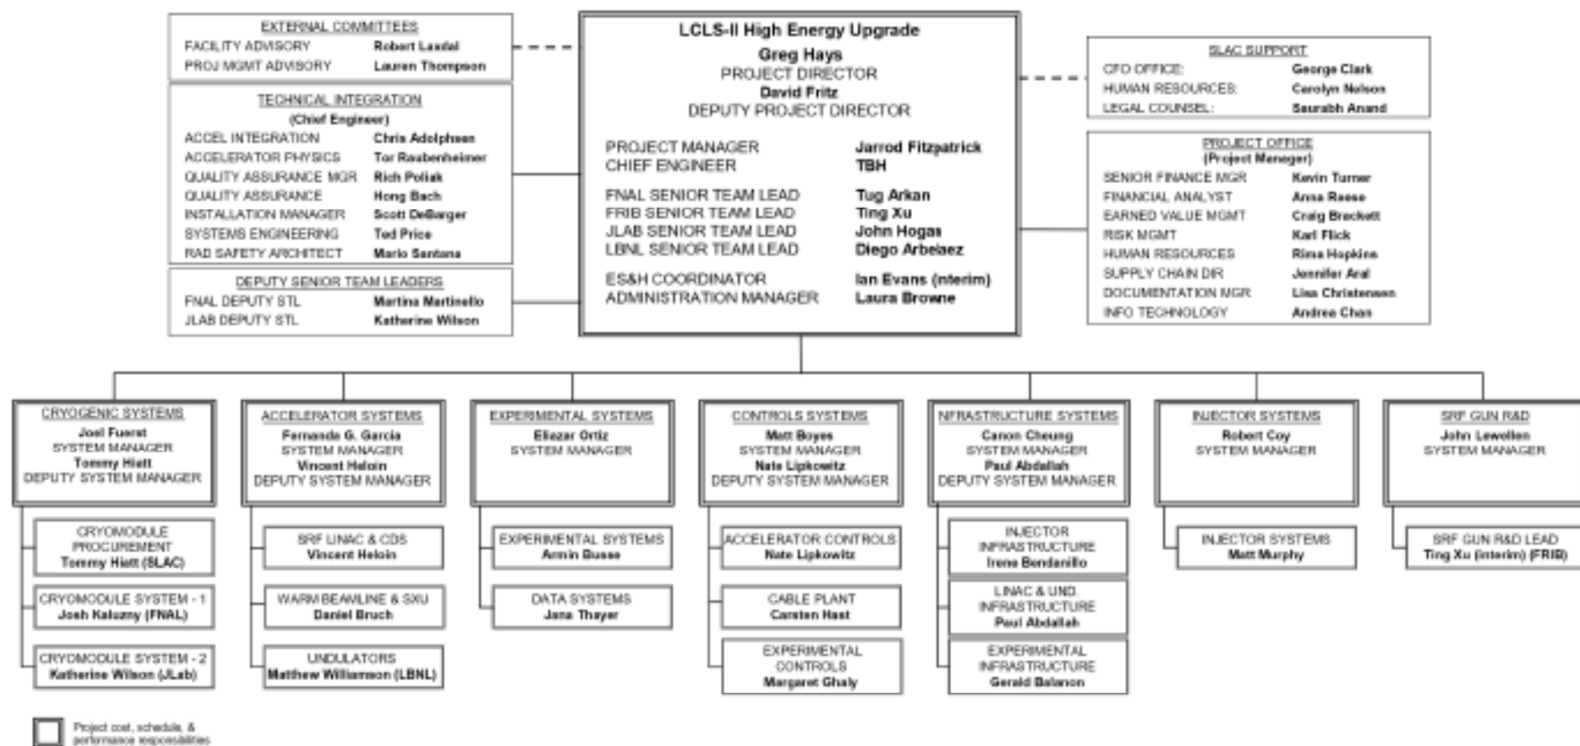 EXTERNAL COMMITTEES
FACILITY ADVISORY Robert Laxdal
PROJ MGMT ADVISORY Lauren Thompson
TECHNICAL INTEGRATION
(Chief Engineer)
ACCEL INTEGRATION Chris Adolphsen
ACCELERATOR PHYSICS Tor Raubenheimer
QUALITY ASSURANCE MGR Rich Poliak
QUALITY ASSURANCE Hong Bach
INSTALLATION MANAGER Scott DeBarger
SYSTEMS ENGINEERING Ted Price
RAD SAFETY ARCHITECT Mario Santana
DEPUTY SENIOR TEAM LEADERS
FNAL DEPUTY STL Martina Martinello
JLAB DEPUTY STL Katherine Wilson
LCLS-II High Energy Upgrade
Greg Hays
PROJECT DIRECTOR
David Fritz
DEPUTY PROJECT DIRECTOR
PROJECT MANAGER Jarrod Fitzpatrick
CHIEF ENGINEER TBH
FNAL SENIOR TEAM LEAD Tug Arkan
FRIB SENIOR TEAM LEAD Ting Xu
JLAB SENIOR TEAM LEAD John Hogan
LBNL SENIOR TEAM LEAD Diego Arbelaez
ES&H COORDINATOR Ian Evans (interim)
ADMINISTRATION MANAGER Laura Browne
SLAC SUPPORT
CFO OFFICE: George Clark
HUMAN RESOURCES: Carolyn Nelson
LEGAL COUNSEL: Saurabh Anand
PROJECT OFFICE
(Project Manager)
SENIOR FINANCE MGR Kevin Turner
FINANCIAL ANALYST Anna Reese
EARNED VALUE MGMT Craig Brackett
RISK MGMT Karl Flick
HUMAN RESOURCES Rima Hopkins
SUPPLY CHAIN DIR Jennifer Aral
DOCUMENTATION MGR Lisa Christensen
INFO TECHNOLOGY Andrea Chan
CRYOGENIC SYSTEMS
Joel Fuerst
SYSTEM MANAGER
Tommy Hiatt
DEPUTY SYSTEM MANAGER
CRYOMODULE
PROCUREMENT
Tommy Hiatt (SLAC)
CRYOMODULE SYSTEM - 1
Josh Kaluzny (FNAL)
CRYOMODULE SYSTEM - 2
Katherine Wilson (JLab)
ACCELERATOR SYSTEMS
Fernanda G. Garcia
SYSTEM MANAGER
Vincent Heloin
DEPUTY SYSTEM MANAGER
SRF LINAC & CDS
Vincent Heloin
WARM BEAMLINE & SXU
Daniel Bruch
UNDULATORS
Matthew Williamson (LBNL)
EXPERIMENTAL SYSTEMS
Eliazar Ortiz
SYSTEM MANAGER
EXPERIMENTAL SYSTEMS
Armin Busse
DATA SYSTEMS
Jana Thayer
CONTROLS SYSTEMS
Matt Boyes
SYSTEM MANAGER
Nate Lipkowitz
DEPUTY SYSTEM MANAGER
ACCELERATOR CONTROLS
Nate Lipkowitz
CABLE PLANT
Carsten Hast
EXPERIMENTAL
CONTROLS
Margaret Ghaly
NFRASTRUCTURE SYSTEMS
Canon Cheung
SYSTEM MANAGER
Paul Abdallah
DEPUTY SYSTEM MANAGER
INJECTOR
INFRASTRUCTURE
Irene Bendanillo
LINAC & UND.
INFRASTRUCTURE
Paul Abdallah
EXPERIMENTAL
INFRASTRUCTURE
Gerald Balanon
INJECTOR SYSTEMS
Robert Coy
SYSTEM MANAGER
INJECTOR SYSTEMS
Matt Murphy
SRF GUN R&D
John Lewellen
SYSTEM MANAGER
SRF GUN R&D LEAD
Ting Xu (interim) (FRIB)
Project cost, schedule, &
performance responsibilities